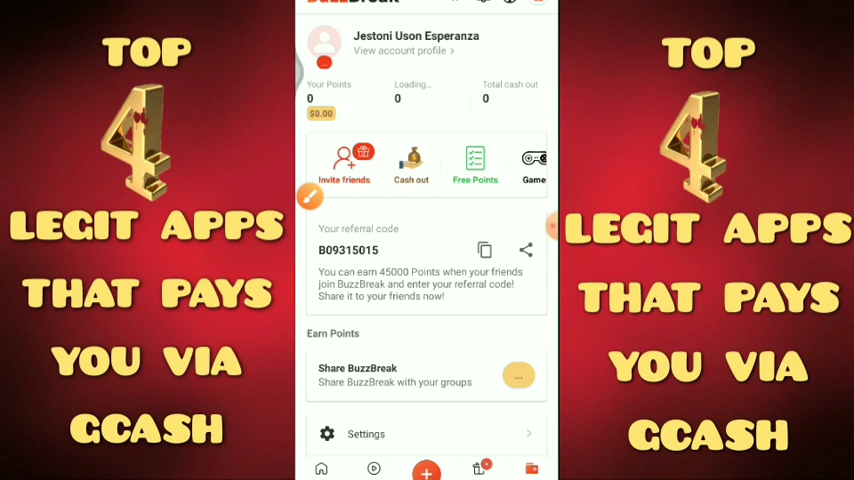 TOP
4
LEGIT APPS
THAT PAYS
YOU VIA
GCASH
BuzzBreak
Jestoni Uson Esperanza
View account profile >
...
Your Points
Loading...
Total cash out
0
0
0
$0.00
Invite friends
Cash out
Free Points
Game
Your referral code
B09315015
You can earn 45000 Points when your friends
join BuzzBreak and enter your referral code!
Share it to your friends now!
Earn Points
Share BuzzBreak
Share BuzzBreak with your groups
...
Settings
TOP
4
LEGIT APPS
THAT PAYS
YOU VIA
GCASH